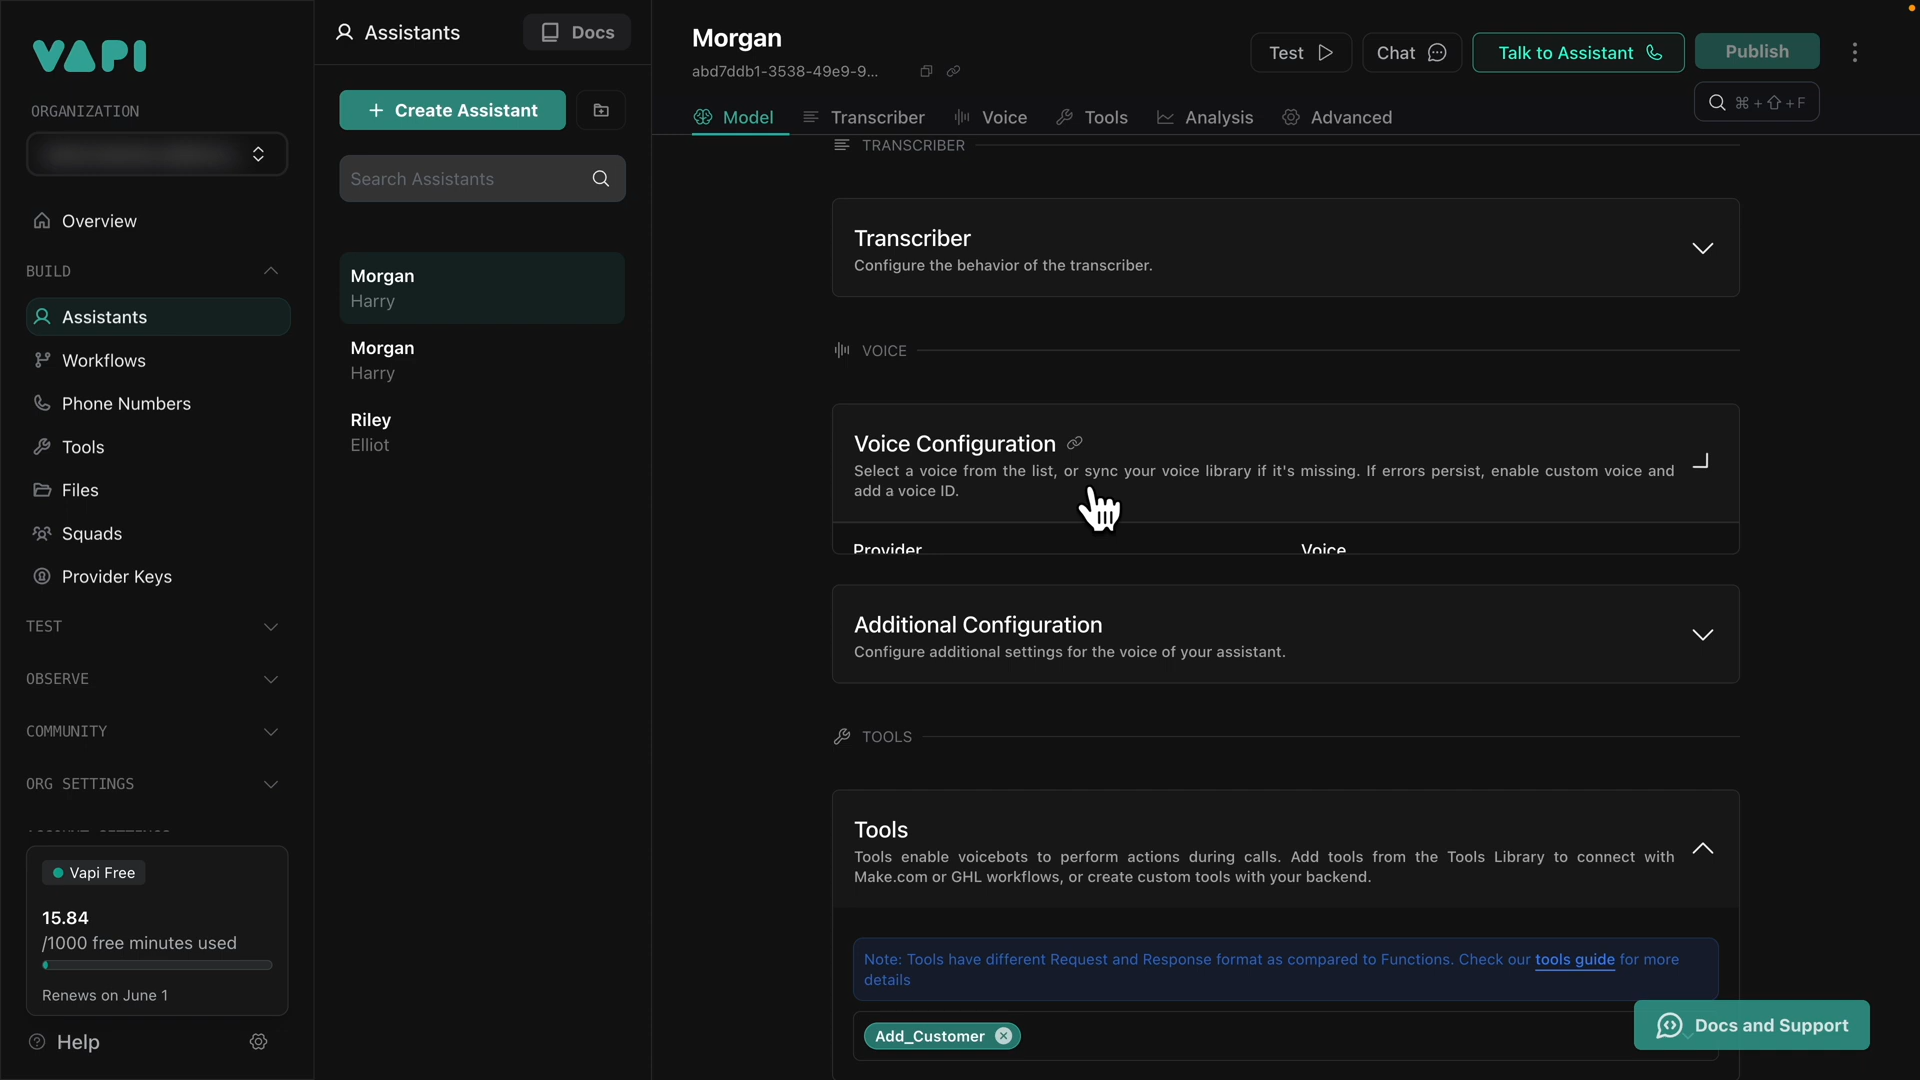 VAPI
ORGANIZATION
Overview
BUILD
Assistants
Workflows
Phone Numbers
Tools
Files
Squads
Provider Keys
TEST
OBSERVE
COMMUNITY
ORG SETTINGS
Vapi Free
15.84
/1000 free minutes used
Renews on June 1
Help
Assistants
Docs
+ Create Assistant
Search Assistants
Morgan
Harry
Morgan
Harry
Riley
Elliot
Morgan
abd7ddb1-3538-49e9-9...
Test
Chat
Talk to Assistant
Publish
⌘ + ⇧ + F
Model
Transcriber
Voice
Tools
Analysis
Advanced
TRANSCRIBER
Transcriber
Configure the behavior of the transcriber.
VOICE
Voice Configuration
Select a voice from the list, or sync your voice library if it's missing. If errors persist, enable custom voice and
add a voice ID.
Provider
Voice
Additional Configuration
Configure additional settings for the voice of your assistant.
TOOLS
Tools
Tools enable voicebots to perform actions during calls. Add tools from the Tools Library to connect with
Make.com or GHL workflows, or create custom tools with your backend.
Note: Tools have different Request and Response format as compared to Functions. Check our tools guide for more
details
Add_Customer
Docs and Support